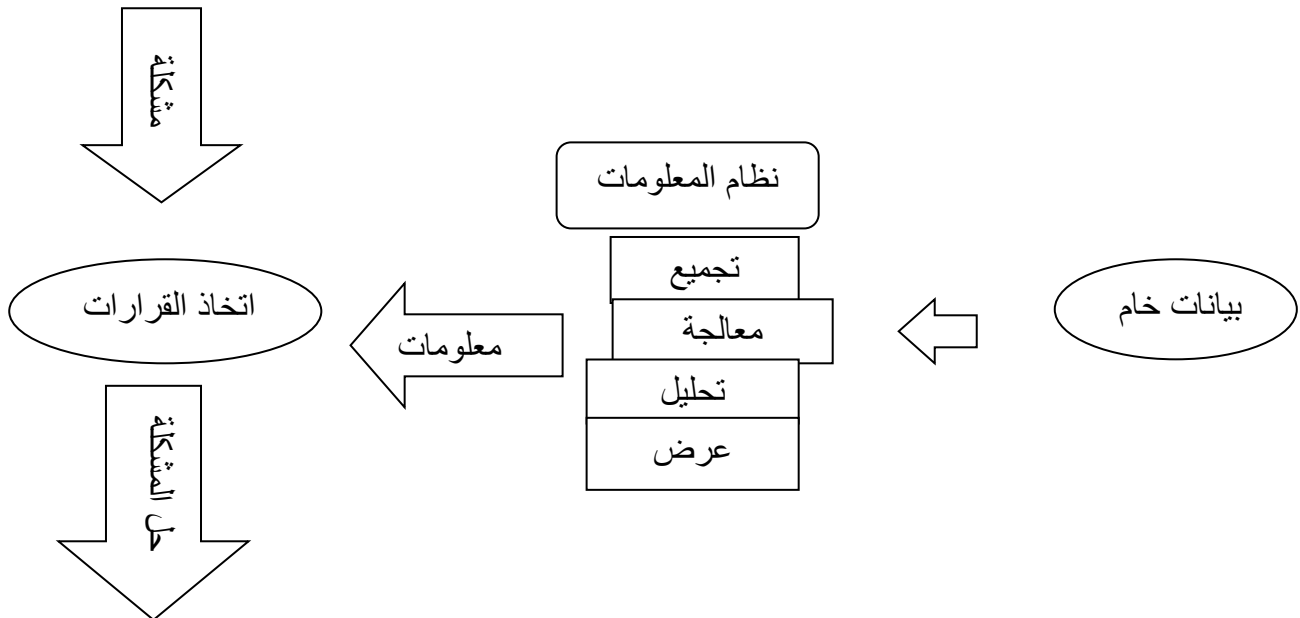 مشكلة
نظام المعلومات
تجميع
بيانات خام
معالجة
معلومات
اتخاذ القرارات
تحليل
عرض
حل المشكلة